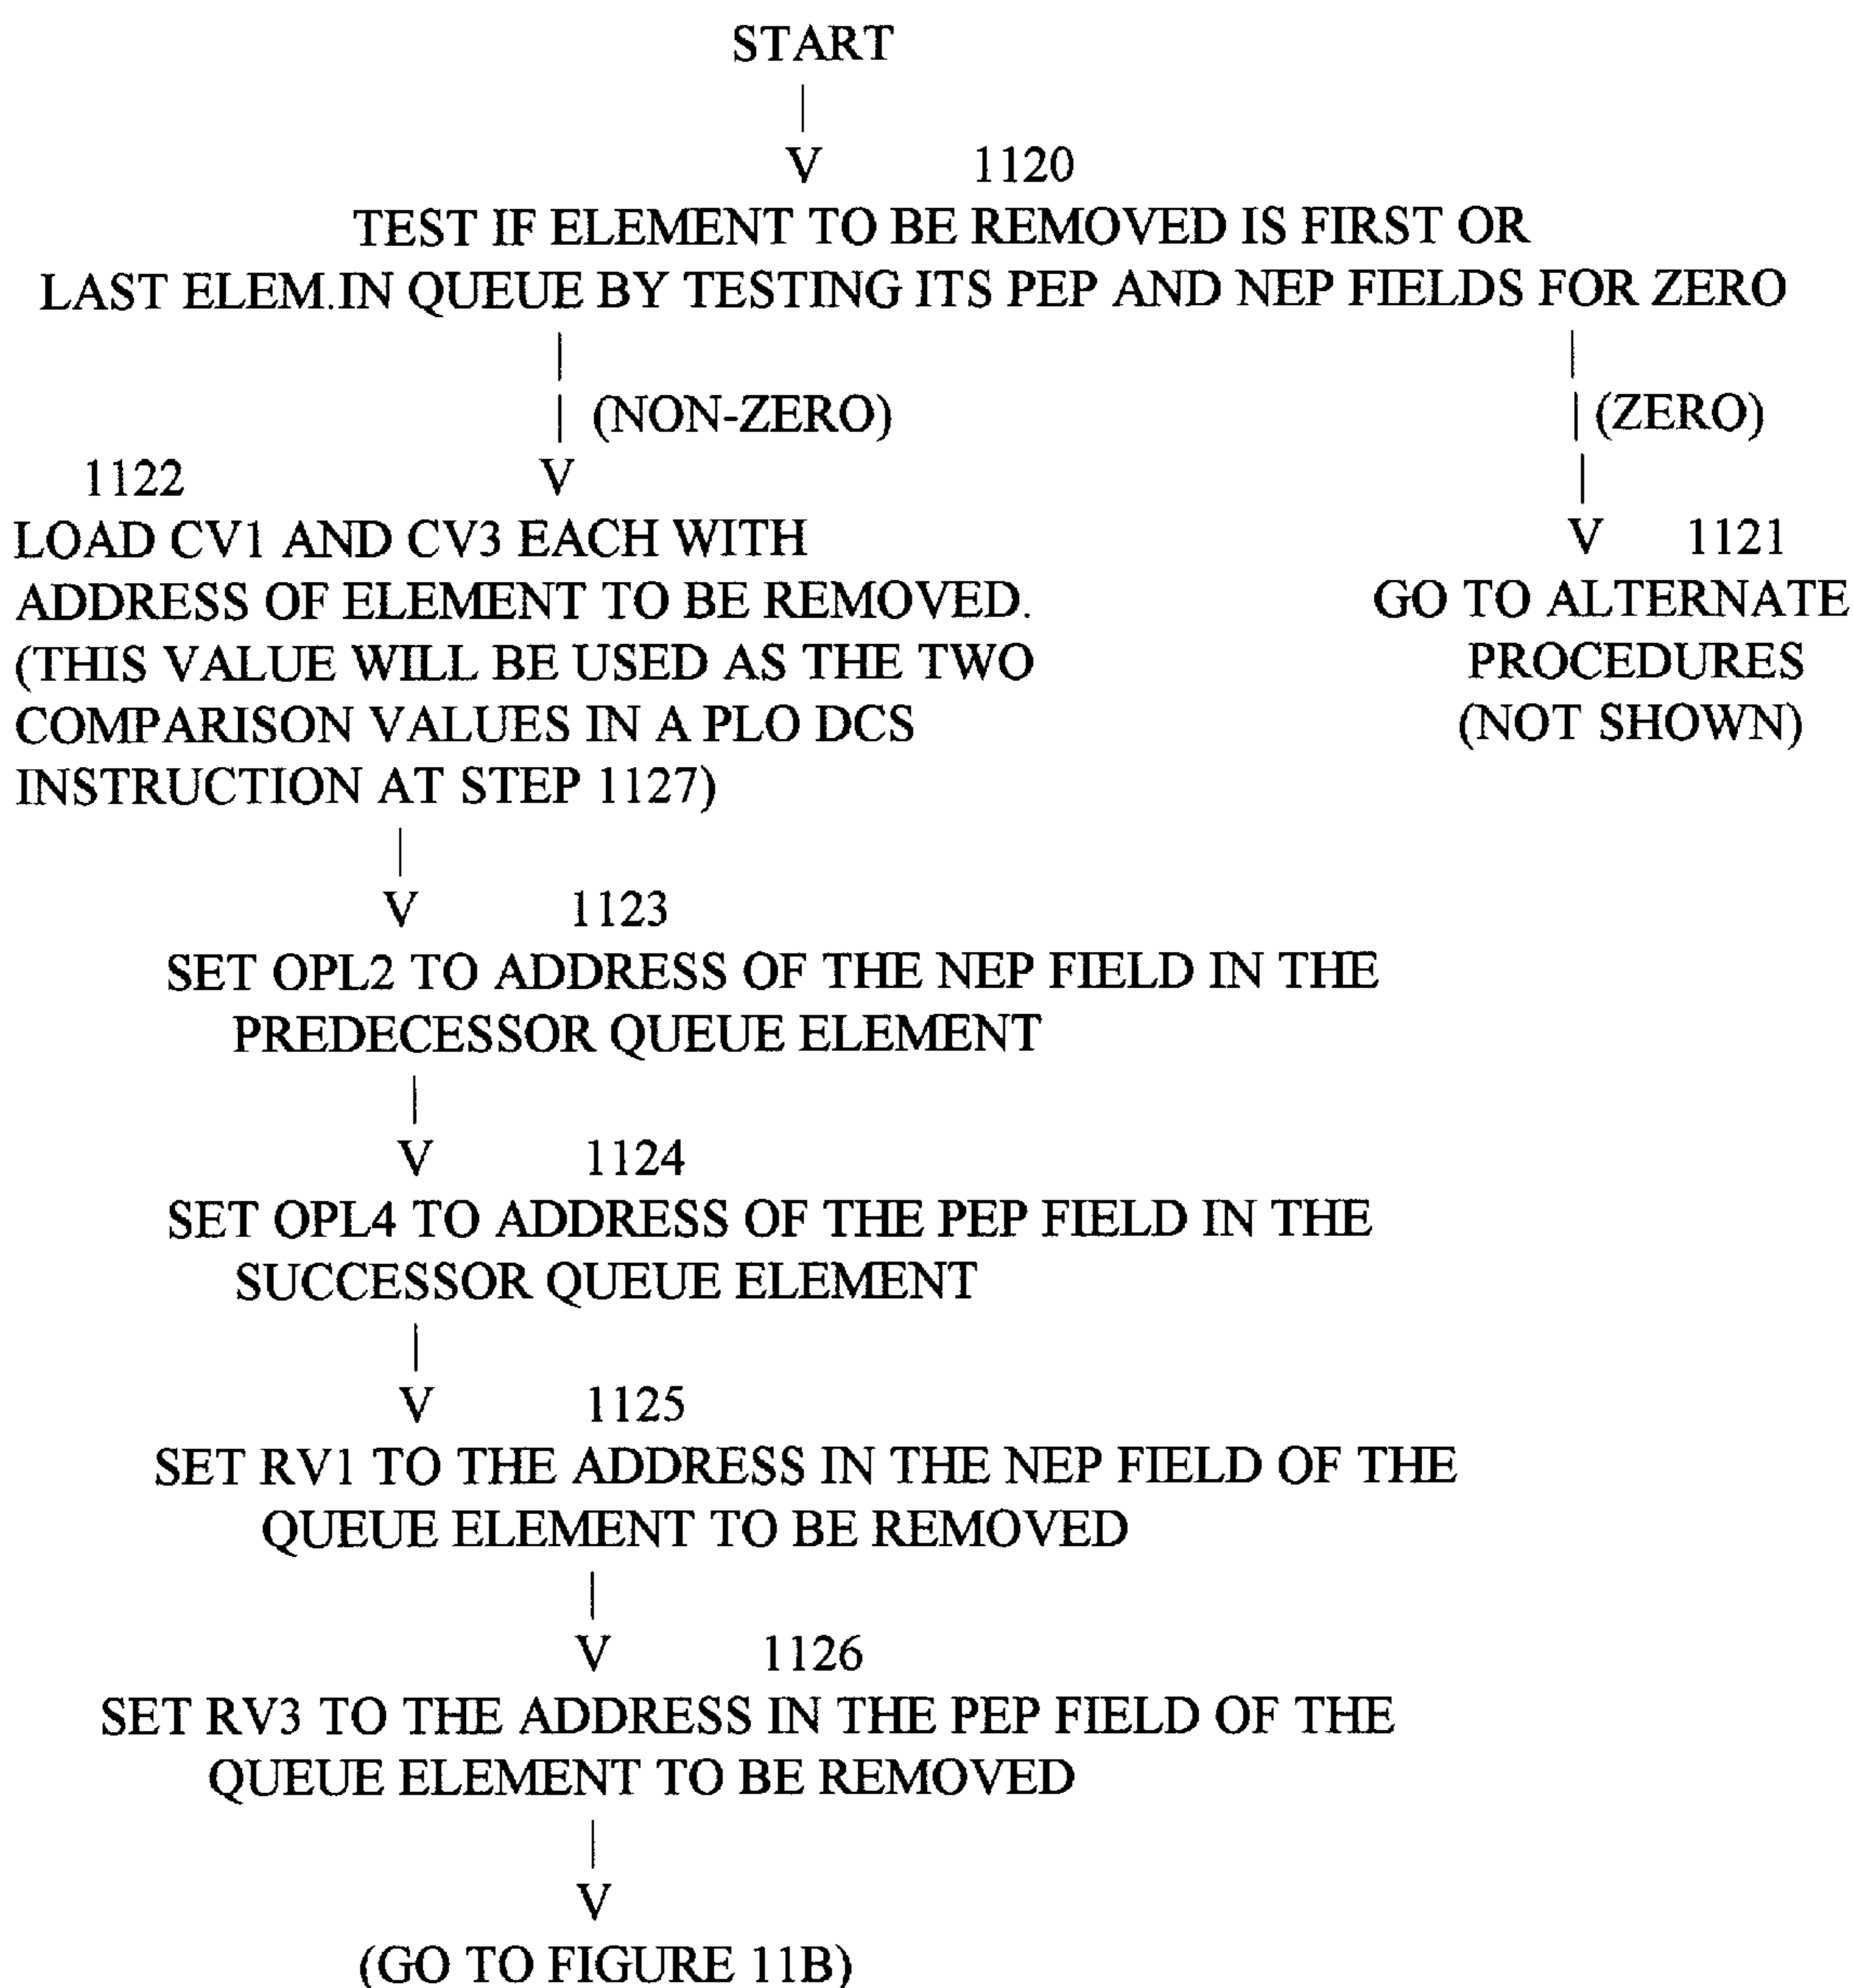 START
|
V 1120
TEST IF ELEMENT TO BE REMOVED IS FIRST OR
LAST ELEM.IN QUEUE BY TESTING ITS PEP AND NEP FIELDS FOR ZERO
| |
| (NON-ZERO) | (ZERO)
1122 V |
LOAD CV1 AND CV3 EACH WITH
ADDRESS OF ELEMENT TO BE REMOVED.
(THIS VALUE WILL BE USED AS THE TWO
COMPARISON VALUES IN A PLO DCS
INSTRUCTION AT STEP 1127)
V 1121
GO TO ALTERNATE
PROCEDURES
(NOT SHOWN)
|
V 1123
SET OPL2 TO ADDRESS OF THE NEP FIELD IN THE
PREDECESSOR QUEUE ELEMENT
|
V 1124
SET OPL4 TO ADDRESS OF THE PEP FIELD IN THE
SUCCESSOR QUEUE ELEMENT
|
V 1125
SET RV1 TO THE ADDRESS IN THE NEP FIELD OF THE
QUEUE ELEMENT TO BE REMOVED
|
V 1126
SET RV3 TO THE ADDRESS IN THE PEP FIELD OF THE
QUEUE ELEMENT TO BE REMOVED
|
V
(GO TO FIGURE 11B)